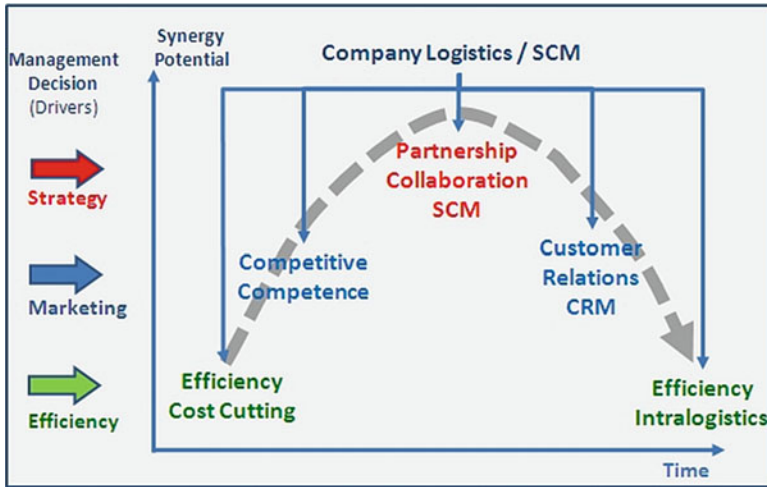 Management
Decision
(Drivers)
Strategy
Marketing
Efficiency
Synergy
Potential
Company Logistics / SCM
Partnership
Collaboration
SCM
Competitive
Competence
Customer
Relations
CRM
Efficiency
Cost Cutting
Efficiency
Intralogistics
Time